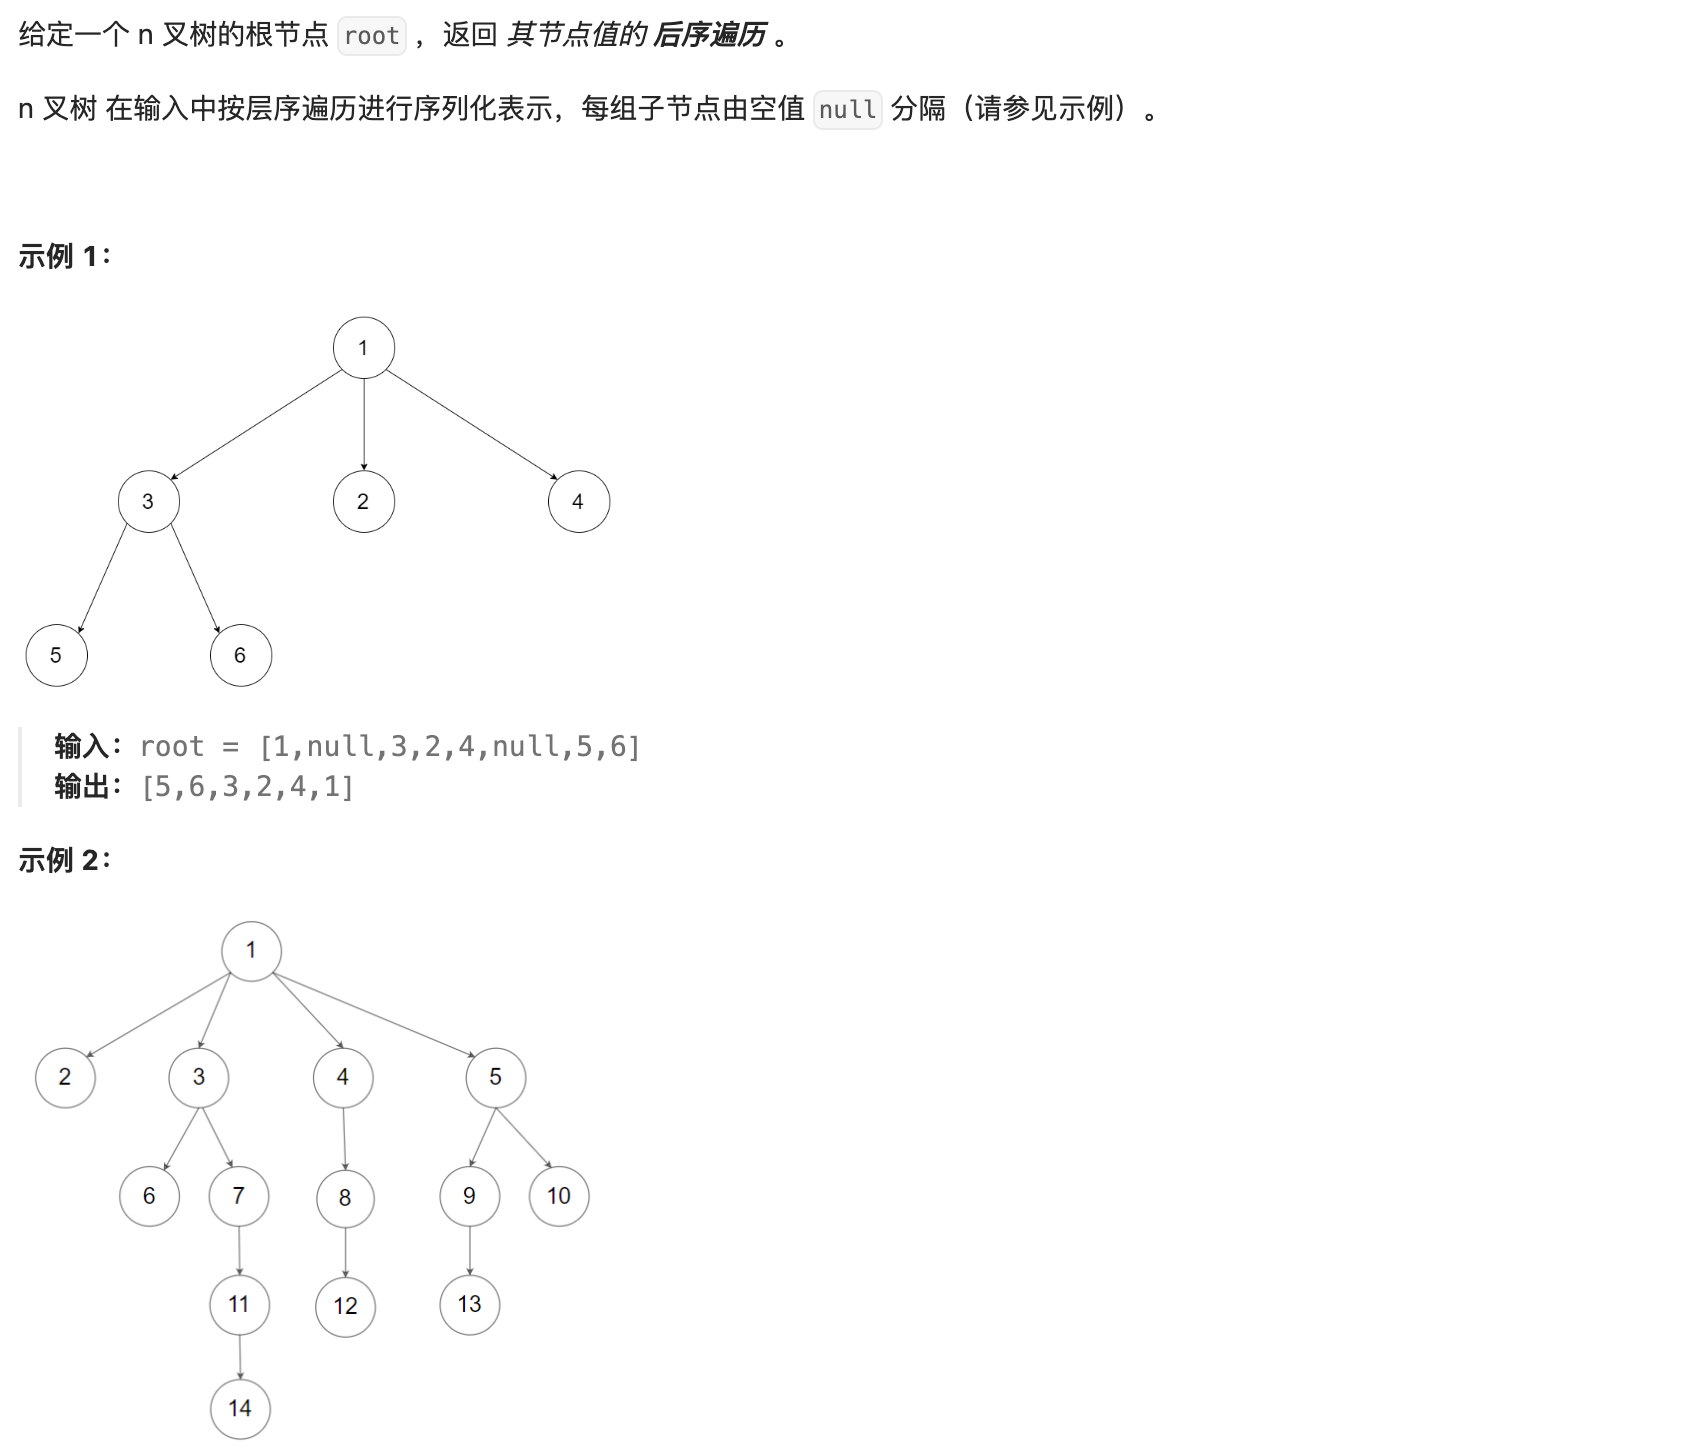 给定一个 n 叉树的根节点 root ，返回 其节点值的 后序遍历 。
n 叉树 在输入中按层序遍历进行序列化表示，每组子节点由空值 null 分隔（请参见示例）。
示例 1：
1
3 2 4
5 6
输入：root = [1,null,3,2,4,null,5,6]
输出：[5,6,3,2,4,1]
示例 2：
1
2 3 4 5
6 7 8 9 10
11 12 13
14